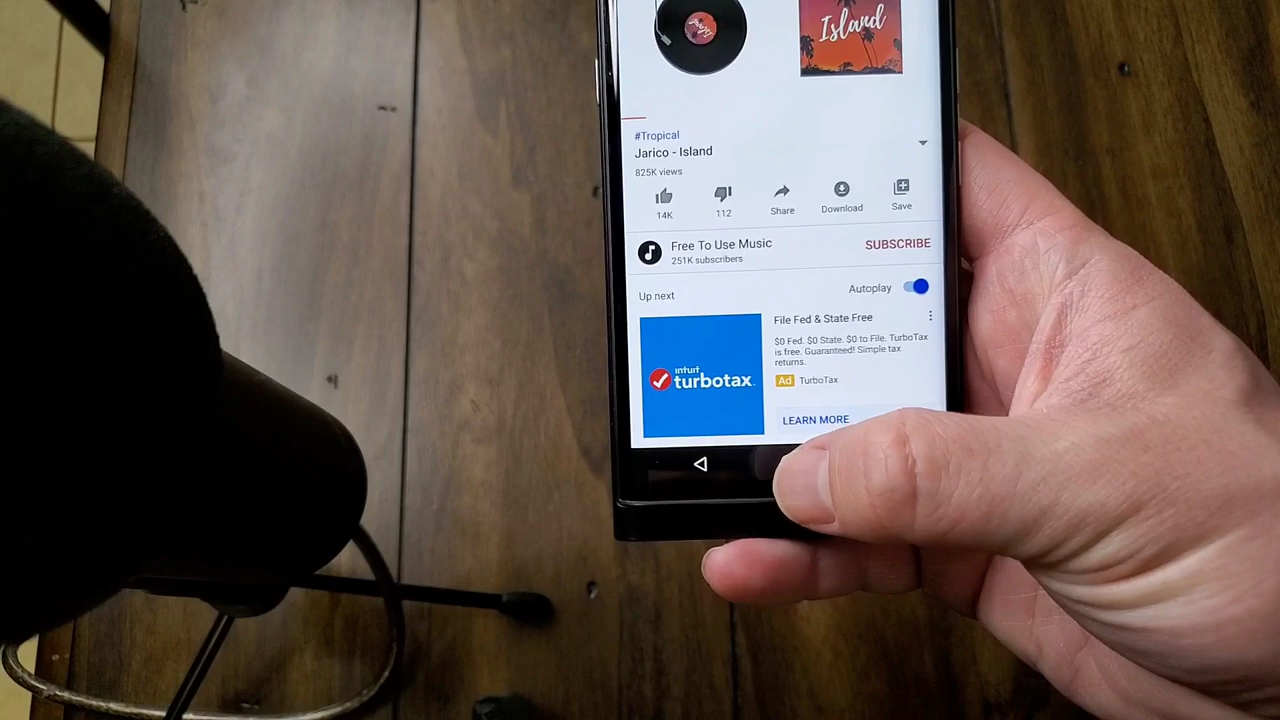 Island
#Tropical
Jarico - Island
825K views
14K
112
Share
Download
Save
Free To Use Music
251K subscribers
SUBSCRIBE
Up next
Autoplay
File Fed & State Free
$0 Fed. $0 State. $0 to File. TurboTax
is free. Guaranteed! Simple tax
returns.
Ad TurboTax
LEARN MORE
intuit
turbotax.